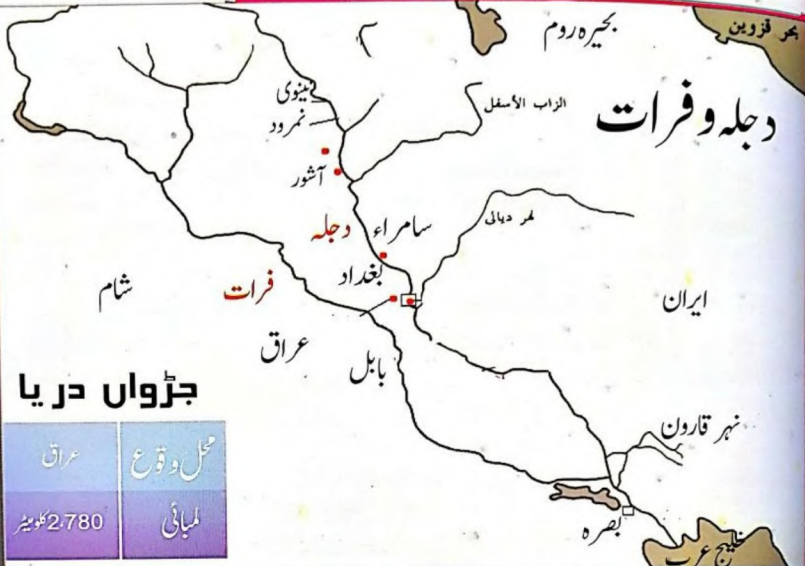 بحر قزوین
بحیرہ روم
دجلہ و فرات
الزاب الأسفل
نینوی
نمرود
آشور
سامراء
دجلہ
نهر دیالی
بغداد
فرات
شام
ایران
عراق
بابل
جڑواں دریا
محل وقوع
عراق
لمبائی
2.780 کلومیٹر
نہر قارون
بصرہ
خلیج عرب